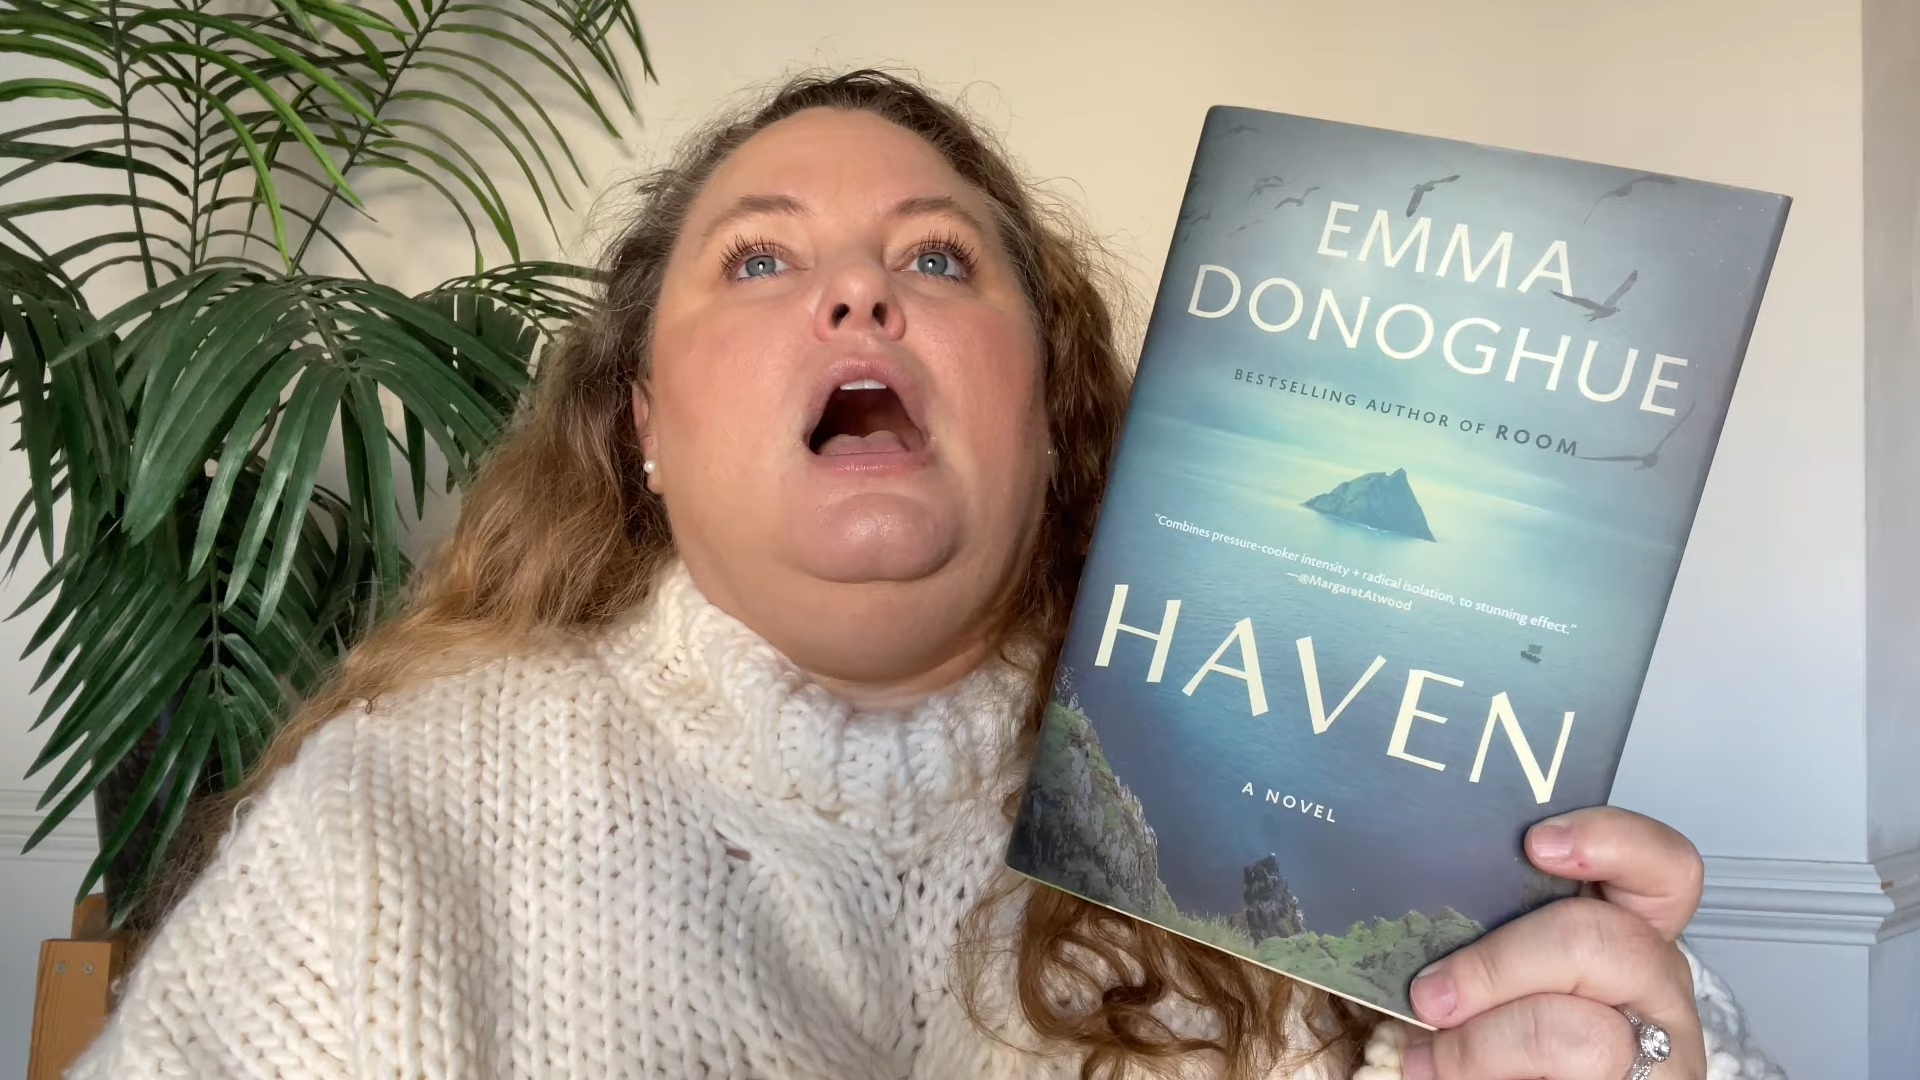 EMMA
DONOGHUE
BESTSELLING AUTHOR OF ROOM
“Combines pressure-cooker intensity + radical isolation, to stunning effect.”
—@MargaretAtwood
HAVEN
A NOVEL